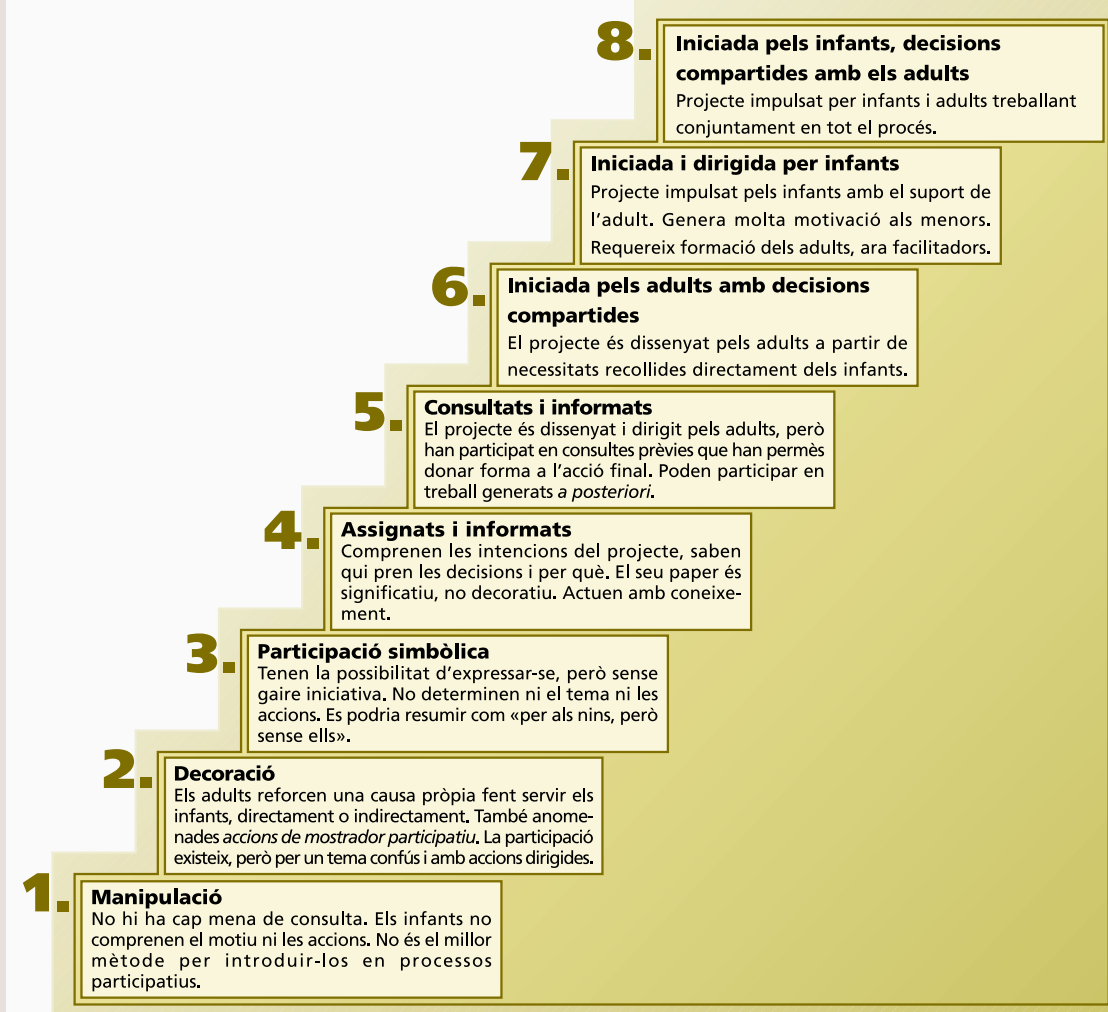 8.
Iniciada pels infants, decisions
compartides amb els adults
Projecte impulsat per infants i adults treballant
conjuntament en tot el procés.
7.
Iniciada i dirigida per infants
Projecte impulsat pels infants amb el suport de
l'adult. Genera molta motivació als menors.
Requereix formació dels adults, ara facilitadors.
6.
Iniciada pels adults amb decisions
compartides
El projecte és dissenyat pels adults a partir de
necessitats recollides directament dels infants.
5.
Consultats i informats
El projecte és dissenyat i dirigit pels adults, però
han participat en consultes prèvies que han permès
donar forma a l'acció final. Poden participar en
treball generats a posteriori.
4.
Assignats i informats
Comprenen les intencions del projecte, saben
qui pren les decisions i per què. El seu paper és
significatiu, no decoratiu. Actuen amb coneixe-
ment.
3.
Participació simbòlica
Tenen la possibilitat d'expressar-se, però sense
gaire iniciativa. No determinen ni el tema ni les
accions. Es podria resumir com «per als nins, però
sense ells».
2.
Decoració
Els adults reforcen una causa pròpia fent servir els
infants, directament o indirectament. També anome-
nades accions de mostrador participatiu. La participació
existeix, però per un tema confús i amb accions dirigides.
1.
Manipulació
No hi ha cap mena de consulta. Els infants no
comprenen el motiu ni les accions. No és el millor
mètode per introduir-los en processos
participatius.